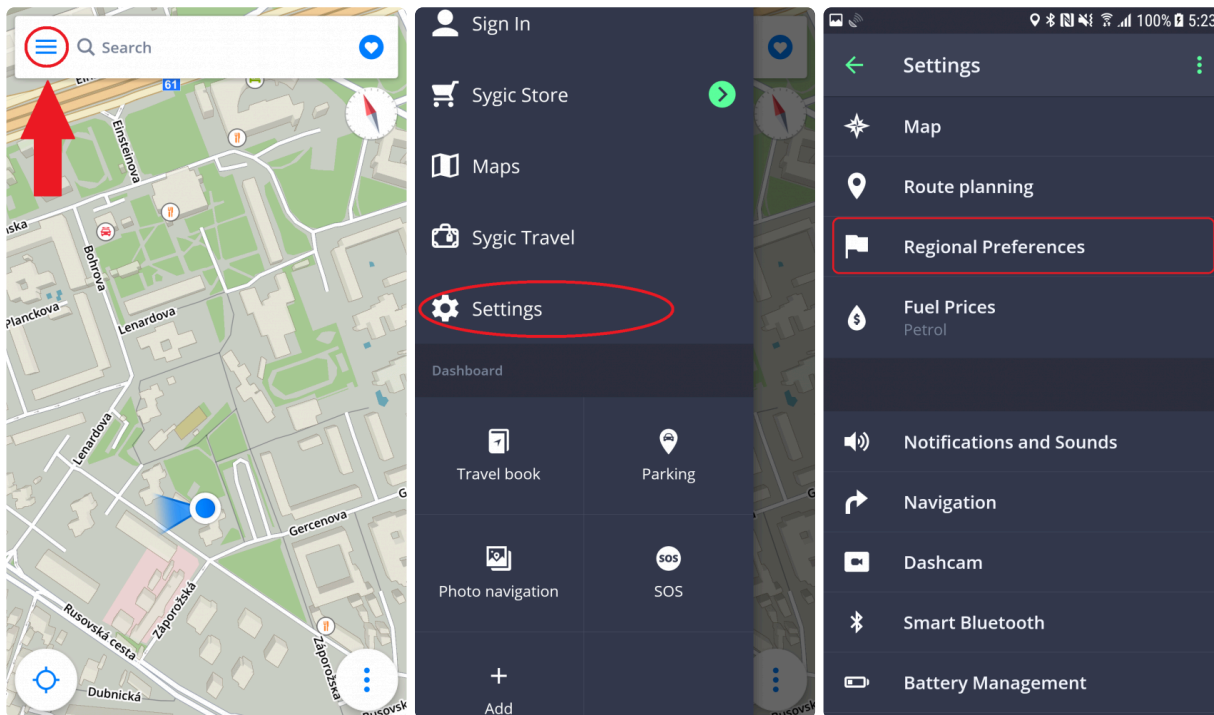 Search
61
Einsteinova
Bohrova
Planckova
Lenardova
Lenardova
Gercenova
Rusovská cesta
Záporožská
Záporožská
Dubnická
Sign In
Sygic Store
Maps
Sygic Travel
Settings
Dashboard
Travel book
Parking
Photo navigation
SOS
SOS
Add
100% 5:23
Settings
Map
Route planning
Regional Preferences
Fuel Prices
Petrol
Notifications and Sounds
Navigation
Dashcam
Smart Bluetooth
Battery Management